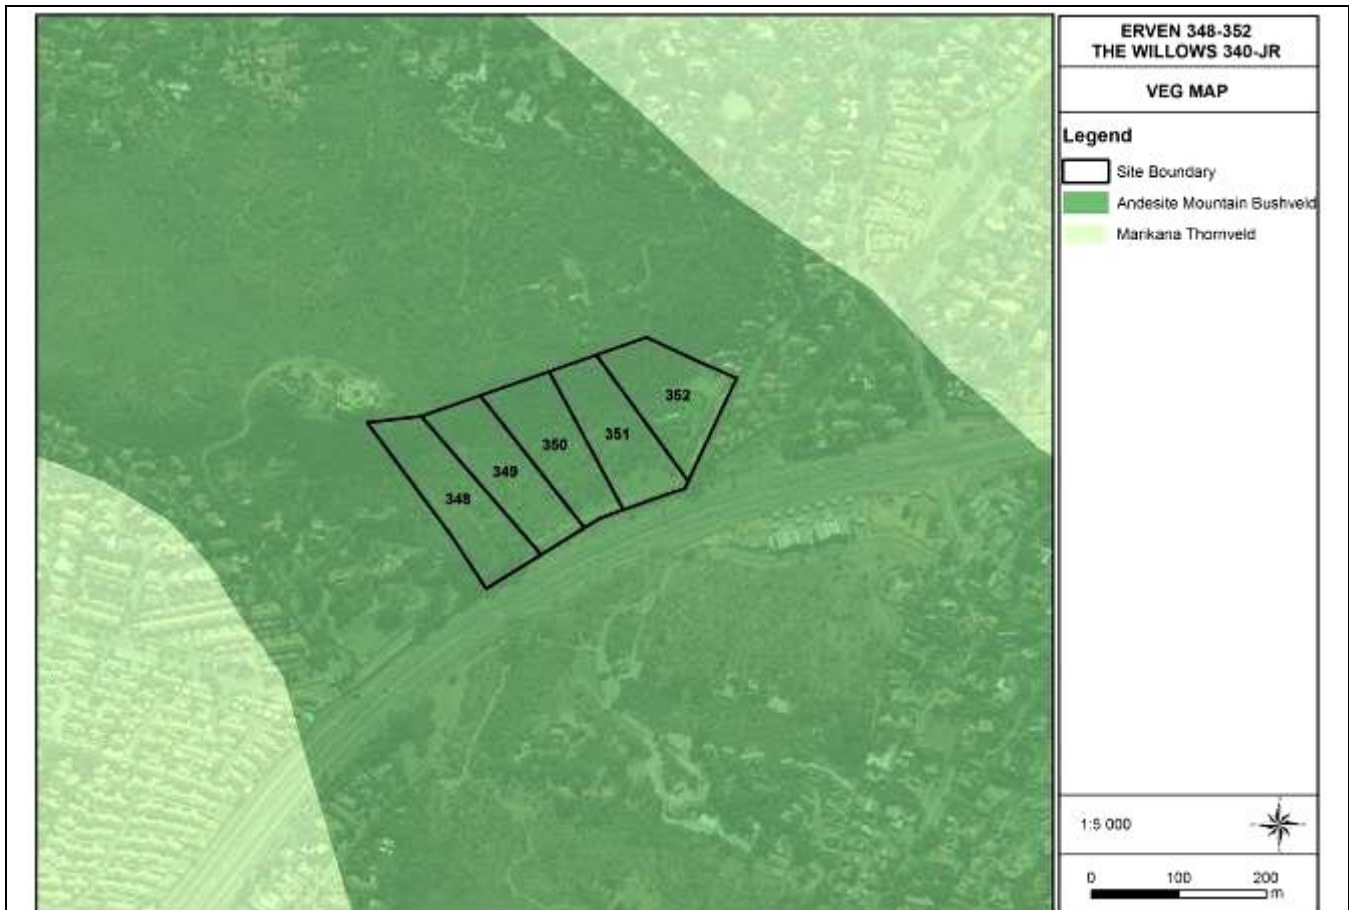 ERVEN 348-352
THE WILLOWS 340-JR
VEG MAP
Legend
Site Boundary
Andesite Mountain Bushveld
Marikana Thornveld
352
351
350
349
348
1:5 000
0 100 200
m